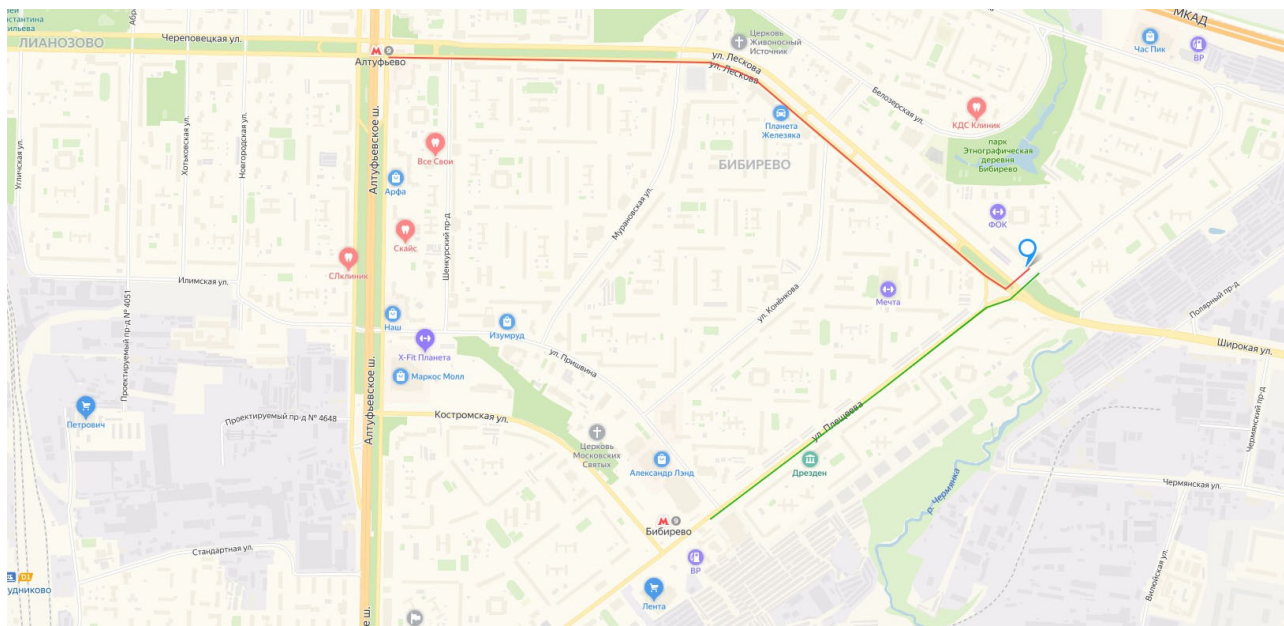 МКАД
ЛИАНОЗОВО
Череповецкая ул.
Алтуфьево
Церковь
Живоносный
Источник
ул. Лескова
ул. Лескова
Час Пик
BP
Белозерская ул.
КДС Клиник
Планета
Железяка
парк
Этнографическая
деревня
Бибирево
БИБИРЕВО
Угличская ул.
Хотьковская ул.
Новгородская ул.
Алтуфьевское ш.
Все Свои
Арфа
Шенкурский пр-д
Мурановская ул.
Скайс
ФОК
СЛклиник
Илимская ул.
Проектируемый пр-д № 4051
Наш
Изумруд
ул. Конёнкова
Мечта
Полярный пр-д
X-Fit Планета
Широкая ул.
Маркос Молл
ул. Пришвина
Петрович
Проектируемый пр-д № 4648
Алтуфьевское ш.
Костромская ул.
ул. Плещеева
Чермянский пр-д
Церковь
Московских
Святых
Александр Лэнд
Дрезден
р. Чермянка
Чермянская ул.
Бибирево
Стандартная ул.
BP
Вилюйская ул.
D1
Лента